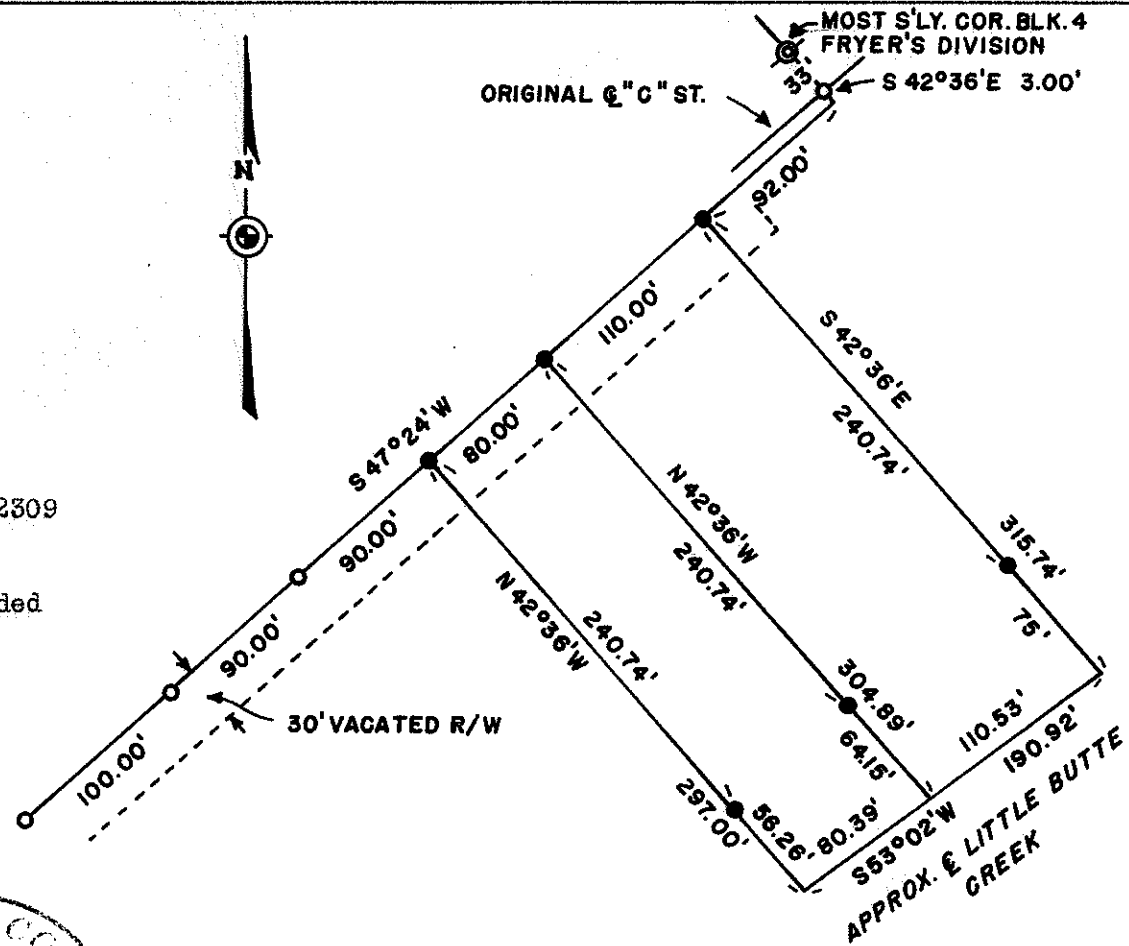 MOST S'LY. COR. BLK. 4
FRYER'S DIVISION
33'
S 42°36'E 3.00'
ORIGINAL ℄ "C" ST.
N
92.00'
110.00'
S 42°36'E
240.74'
S 47°24'W
80.00'
N 42°36'W
240.74'
2309
90.00'
315.74'
75'
ded
N 42°36'W
240.74'
90.00'
304.89'
64.15'
110.53'
190.92'
30' VACATED R/W
100.00'
297.00'
56.26'
80.39'
S53°02'W
APPROX. ℄ LITTLE BUTTE
CREEK
CO